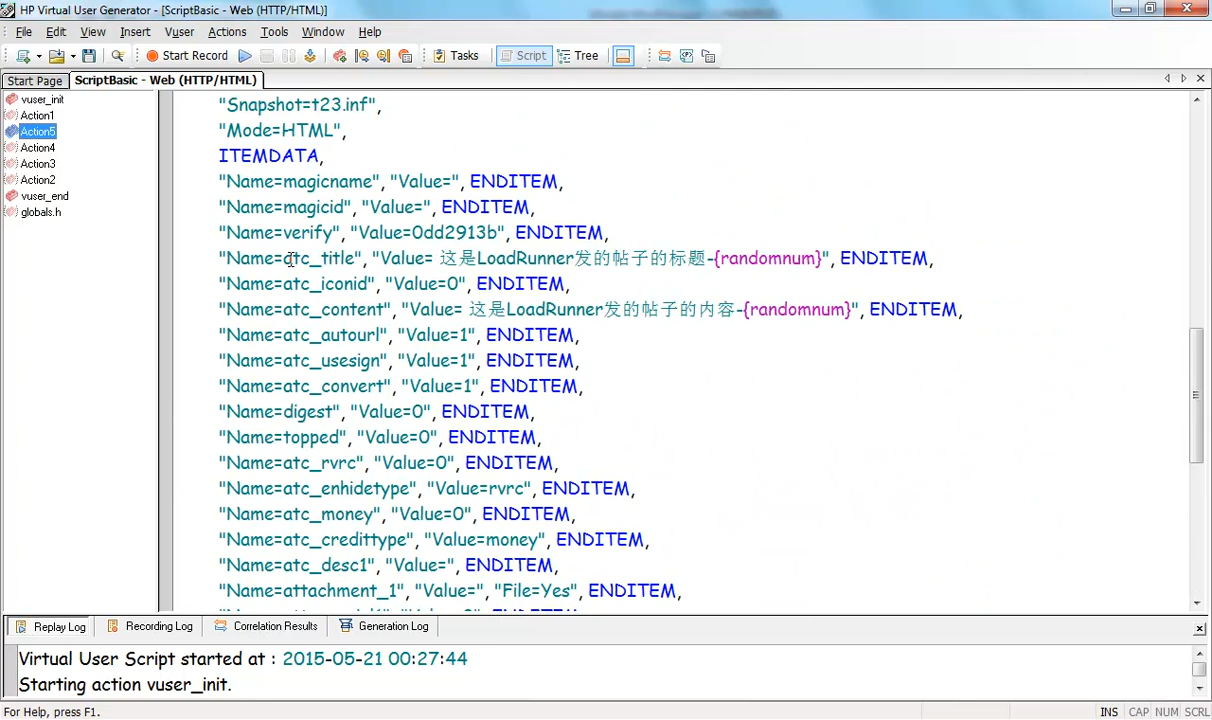 HP Virtual User Generator - [ScriptBasic - Web (HTTP/HTML)]
File Edit View Insert Vuser Actions Tools Window Help
Start Record Tasks Script Tree
Start Page ScriptBasic - Web (HTTP/HTML)
vuser_init
Action1
Action5
Action4
Action3
Action2
vuser_end
globals.h
"Snapshot=t23.inf",
"Mode=HTML",
ITEMDATA,
"Name=magicname", "Value=", ENDITEM,
"Name=magicid", "Value=", ENDITEM,
"Name=verify", "Value=0dd2913b", ENDITEM,
"Name=atc_title", "Value= 这是LoadRunner发的帖子的标题-{randomnum}", ENDITEM,
"Name=atc_iconid", "Value=0", ENDITEM,
"Name=atc_content", "Value= 这是LoadRunner发的帖子的内容-{randomnum}", ENDITEM,
"Name=atc_autourl", "Value=1", ENDITEM,
"Name=atc_usesign", "Value=1", ENDITEM,
"Name=atc_convert", "Value=1", ENDITEM,
"Name=digest", "Value=0", ENDITEM,
"Name=topped", "Value=0", ENDITEM,
"Name=atc_rvrc", "Value=0", ENDITEM,
"Name=atc_enhidetype", "Value=rvrc", ENDITEM,
"Name=atc_money", "Value=0", ENDITEM,
"Name=atc_credittype", "Value=money", ENDITEM,
"Name=atc_desc1", "Value=", ENDITEM,
"Name=attachment_1", "Value=", "File=Yes", ENDITEM,
Replay Log Recording Log Correlation Results Generation Log
Virtual User Script started at : 2015-05-21 00:27:44
Starting action vuser_init.
For Help, press F1. INS CAP NUM SCRL